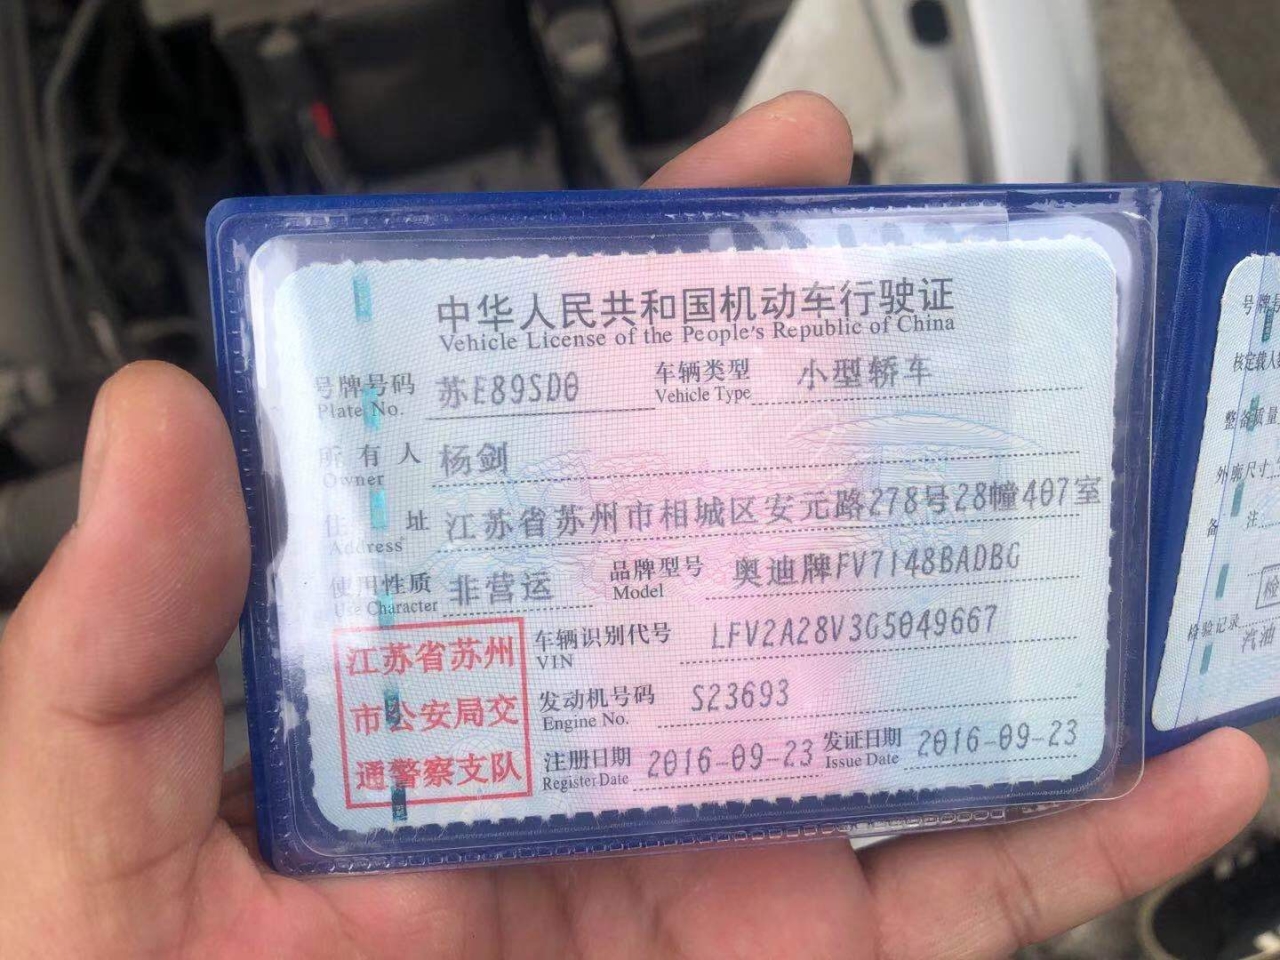 中华人民共和国机动车行驶证
Vehicle License of the People's Republic of China
号牌号码 苏E89SD0 车辆类型 小型轿车
Plate No. Vehicle Type
所有人 杨剑
Owner
住址 江苏省苏州市相城区安元路278号28幢407室
Address
使用性质 非营运 品牌型号 奥迪牌FV7148BADBG
Use Character Model
车辆识别代号 LFV2A28V3G5049667
VIN
发动机号码 S23693
Engine No.
注册日期 2016-09-23 发证日期 2016-09-23
Register Date Issue Date
江苏省苏州
市公安局交
通警察支队
号牌
核定载人
整备质量
外廓尺寸
备注
检
检验记录
汽油